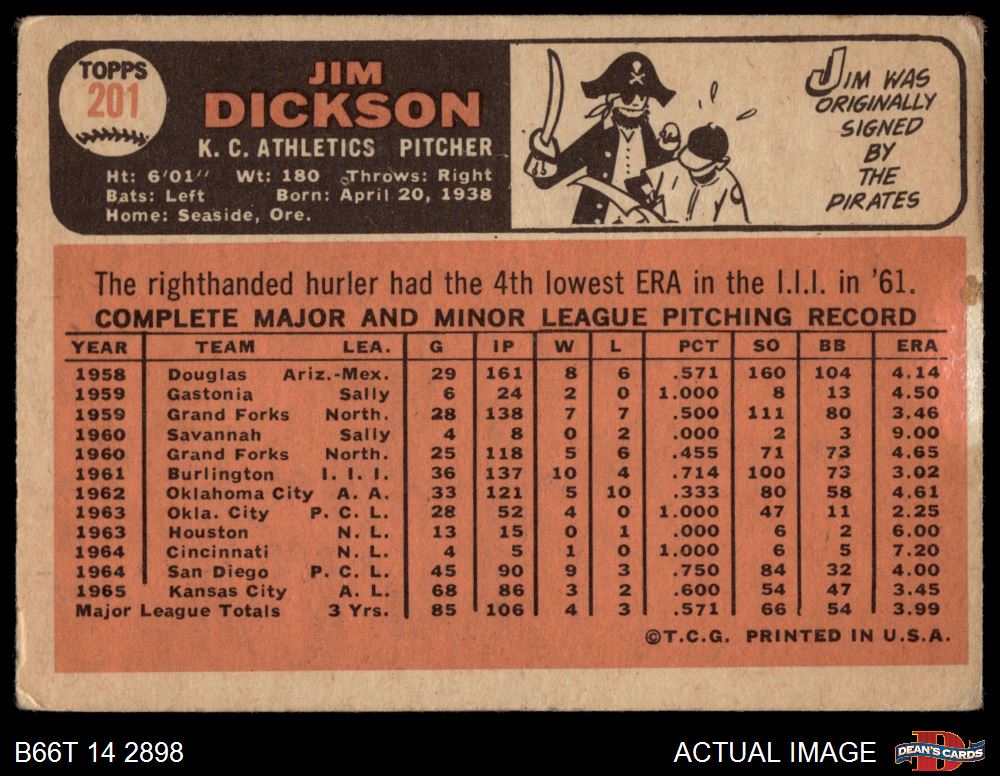 TOPPS
201
JIM
DICKSON
K. C. ATHLETICS PITCHER
Ht: 6'01" Wt: 180 Throws: Right
Bats: Left Born: April 20, 1938
Home: Seaside, Ore.
JIM WAS
ORIGINALLY
SIGNED
BY
THE
PIRATES
The righthanded hurler had the 4th lowest ERA in the I.I.I. in '61.
COMPLETE MAJOR AND MINOR LEAGUE PITCHING RECORD
YEAR TEAM LEA. G IP W L PCT SO BB ERA
1958 Douglas Ariz.-Mex. 29 161 8 6 .571 160 104 4.14
1959 Gastonia Sally 6 24 2 0 1.000 8 13 4.50
1959 Grand Forks North. 28 138 7 7 .500 111 80 3.46
1960 Savannah Sally 4 8 0 2 .000 2 3 9.00
1960 Grand Forks North. 25 118 5 6 .455 71 73 4.65
1961 Burlington I. I. I. 36 137 10 4 .714 100 73 3.02
1962 Oklahoma City A. A. 33 121 5 10 .333 80 58 4.61
1963 Okla. City P. C. L. 28 52 4 0 1.000 47 11 2.25
1963 Houston N. L. 13 15 0 1 .000 6 2 6.00
1964 Cincinnati N. L. 4 5 1 0 1.000 6 5 7.20
1964 San Diego P. C. L. 45 90 9 3 .750 84 32 4.00
1965 Kansas City A. L. 68 86 3 2 .600 54 47 3.45
Major League Totals 3 Yrs. 85 106 4 3 .571 66 54 3.99
©T.C.G. PRINTED IN U.S.A.
B66T 14 2898 ACTUAL IMAGE DEAN'S CARDS